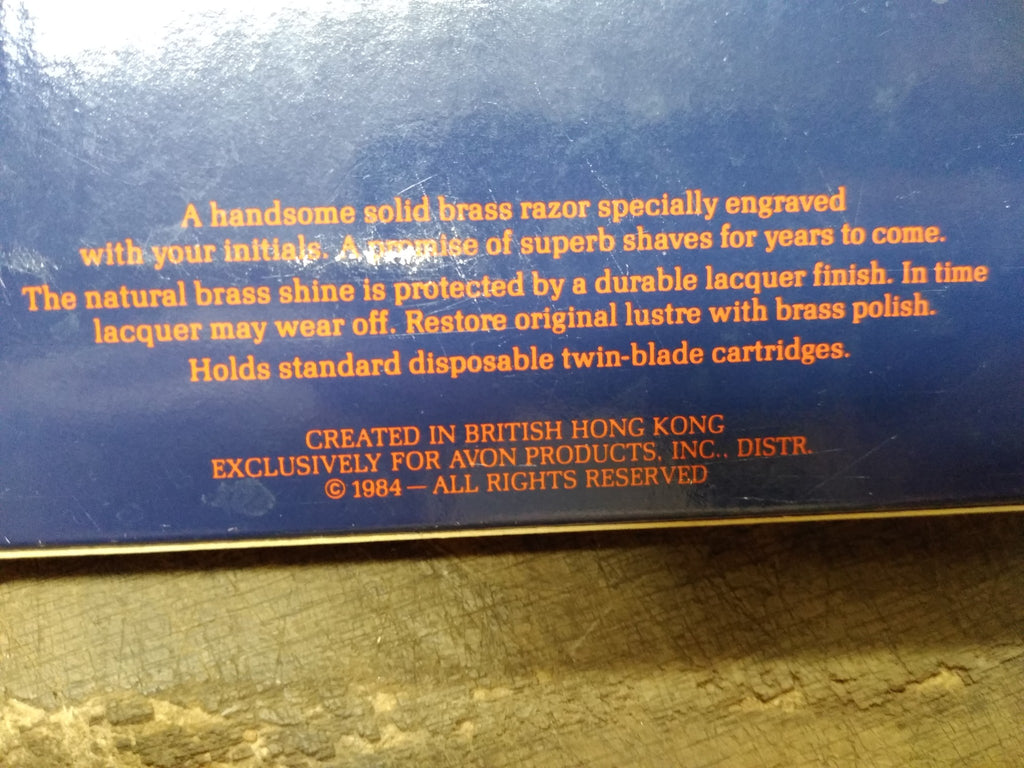 A handsome solid brass razor specially engraved
with your initials. A promise of superb shaves for years to come.
The natural brass shine is protected by a durable lacquer finish. In time
lacquer may wear off. Restore original lustre with brass polish.
Holds standard disposable twin-blade cartridges.
CREATED IN BRITISH HONG KONG
EXCLUSIVELY FOR AVON PRODUCTS, INC., DISTR.
© 1984 — ALL RIGHTS RESERVED